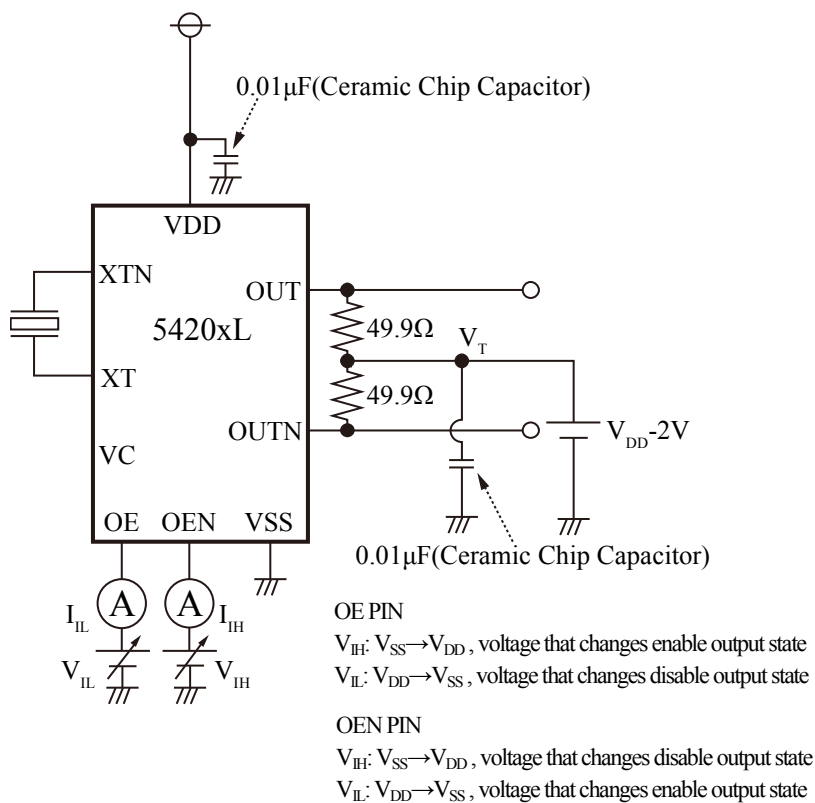 0.01μF(Ceramic Chip Capacitor)
VDD
XTN
OUT
49.9Ω
5420xL
V_T
XT
49.9Ω
OUTN
V_DD-2V
VC
OE OEN VSS
0.01μF(Ceramic Chip Capacitor)
I_IL A A I_IH
V_IL V_IH
OE PIN
V_IH: V_SS→V_DD , voltage that changes enable output state
V_IL: V_DD→V_SS , voltage that changes disable output state
OEN PIN
V_IH: V_SS→V_DD , voltage that changes disable output state
V_IL: V_DD→V_SS , voltage that changes enable output state